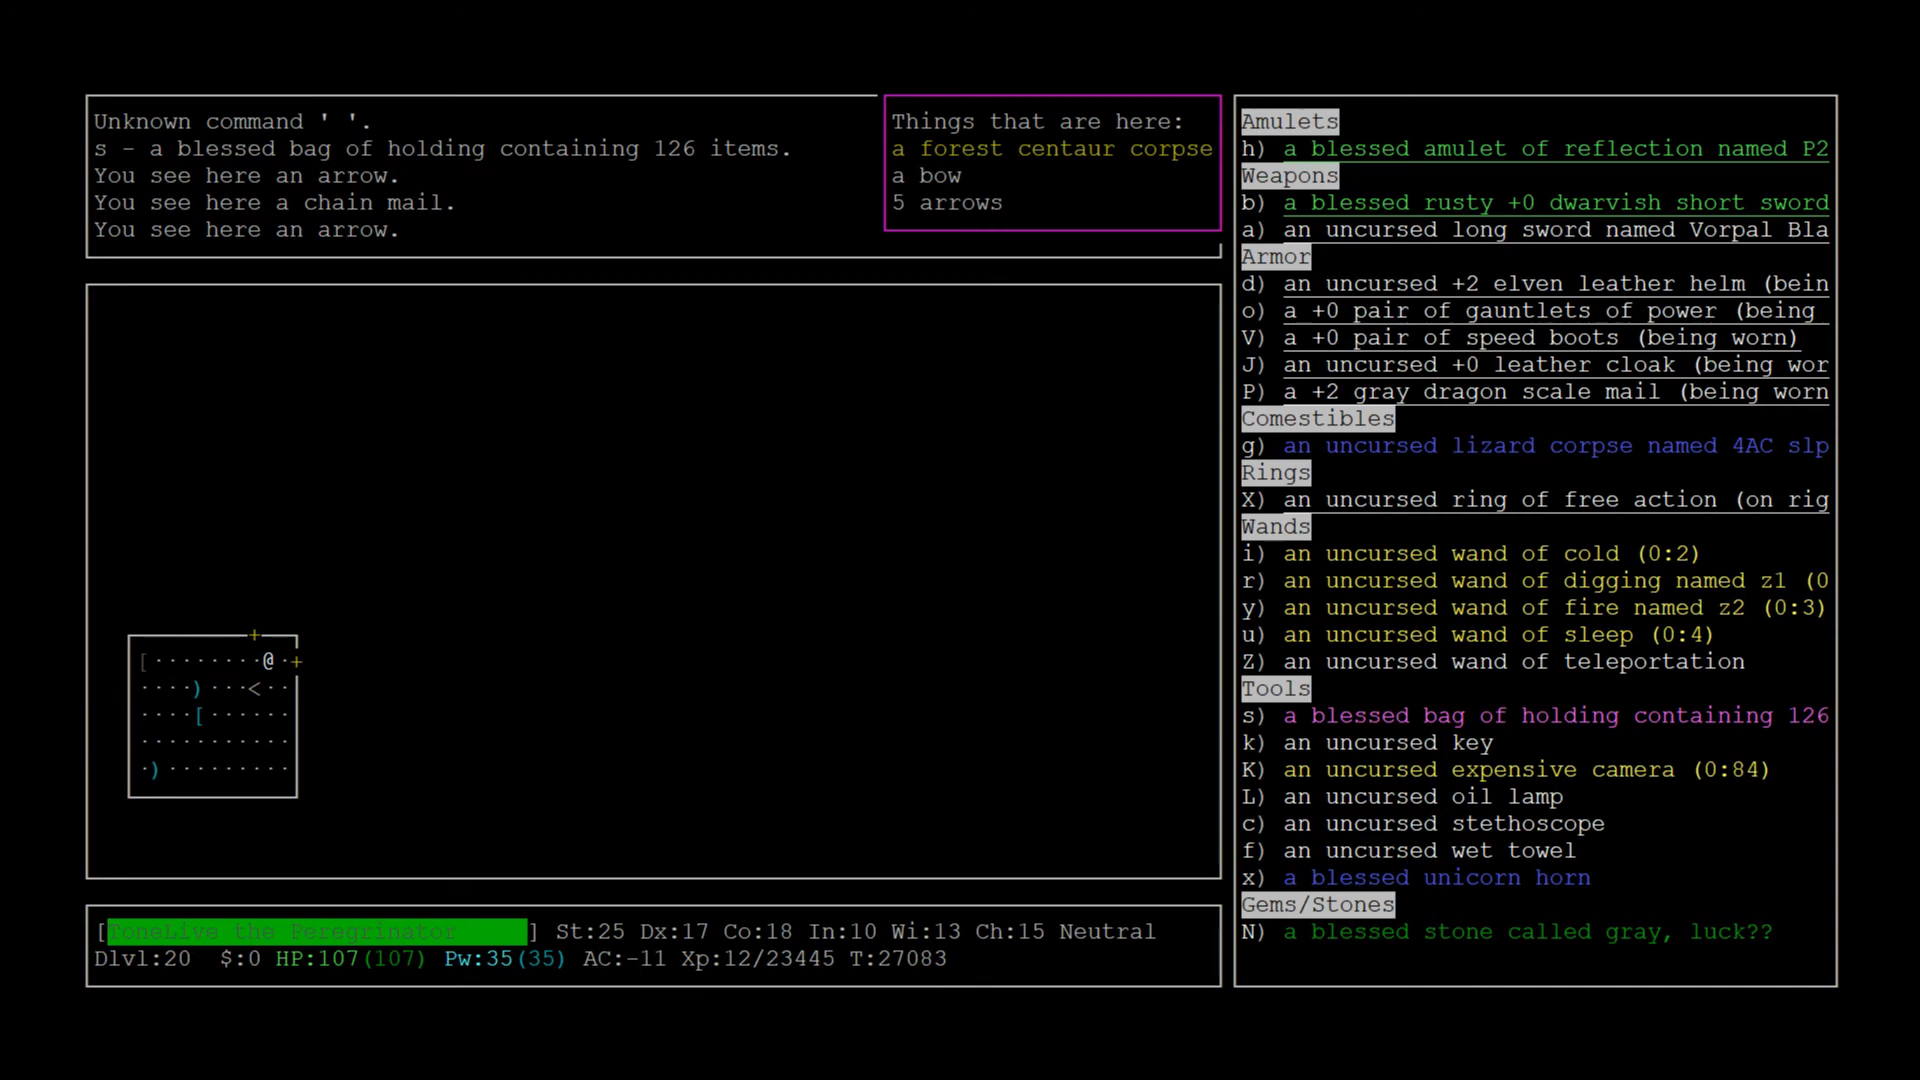 Unknown command ' '.
s - a blessed bag of holding containing 126 items.
You see here an arrow.
You see here a chain mail.
You see here an arrow.
Things that are here:
a forest centaur corpse
a bow
5 arrows
[ToneLive the Peregrinator ] St:25 Dx:17 Co:18 In:10 Wi:13 Ch:15 Neutral
Dlvl:20 $:0 HP:107(107) Pw:35(35) AC:-11 Xp:12/23445 T:27083
Amulets
h) a blessed amulet of reflection named P2
Weapons
b) a blessed rusty +0 dwarvish short sword
a) an uncursed long sword named Vorpal Bla
Armor
d) an uncursed +2 elven leather helm (bein
o) a +0 pair of gauntlets of power (being
V) a +0 pair of speed boots (being worn)
J) an uncursed +0 leather cloak (being wor
P) a +2 gray dragon scale mail (being worn
Comestibles
g) an uncursed lizard corpse named 4AC slp
Rings
X) an uncursed ring of free action (on rig
Wands
i) an uncursed wand of cold (0:2)
r) an uncursed wand of digging named z1 (0
y) an uncursed wand of fire named z2 (0:3)
u) an uncursed wand of sleep (0:4)
Z) an uncursed wand of teleportation
Tools
s) a blessed bag of holding containing 126
k) an uncursed key
K) an uncursed expensive camera (0:84)
L) an uncursed oil lamp
c) an uncursed stethoscope
f) an uncursed wet towel
x) a blessed unicorn horn
Gems/Stones
N) a blessed stone called gray, luck??